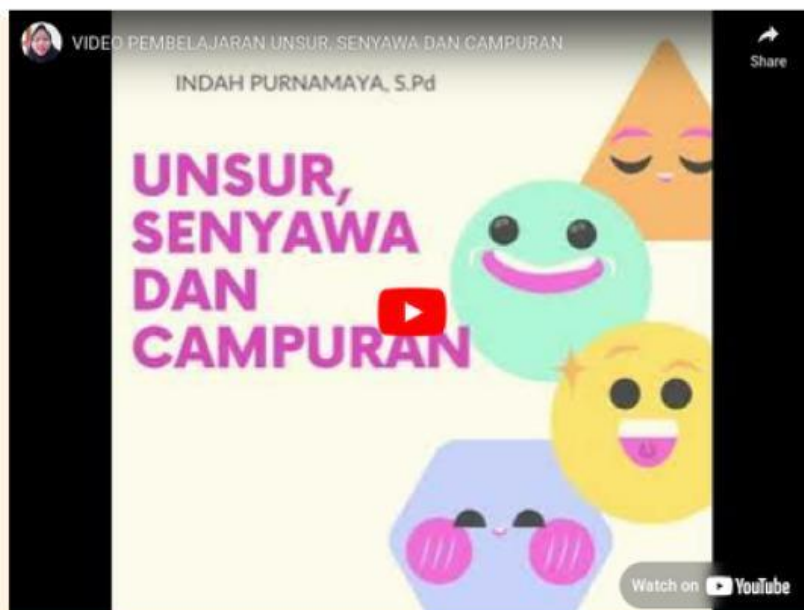 VIDEO PEMBELAJARAN UNSUR, SENYAWA DAN CAMPURAN
Share
INDAH PURNAMAYA, S.Pd
UNSUR,
SENYAWA
DAN
CAMPURAN
Watch on YouTube